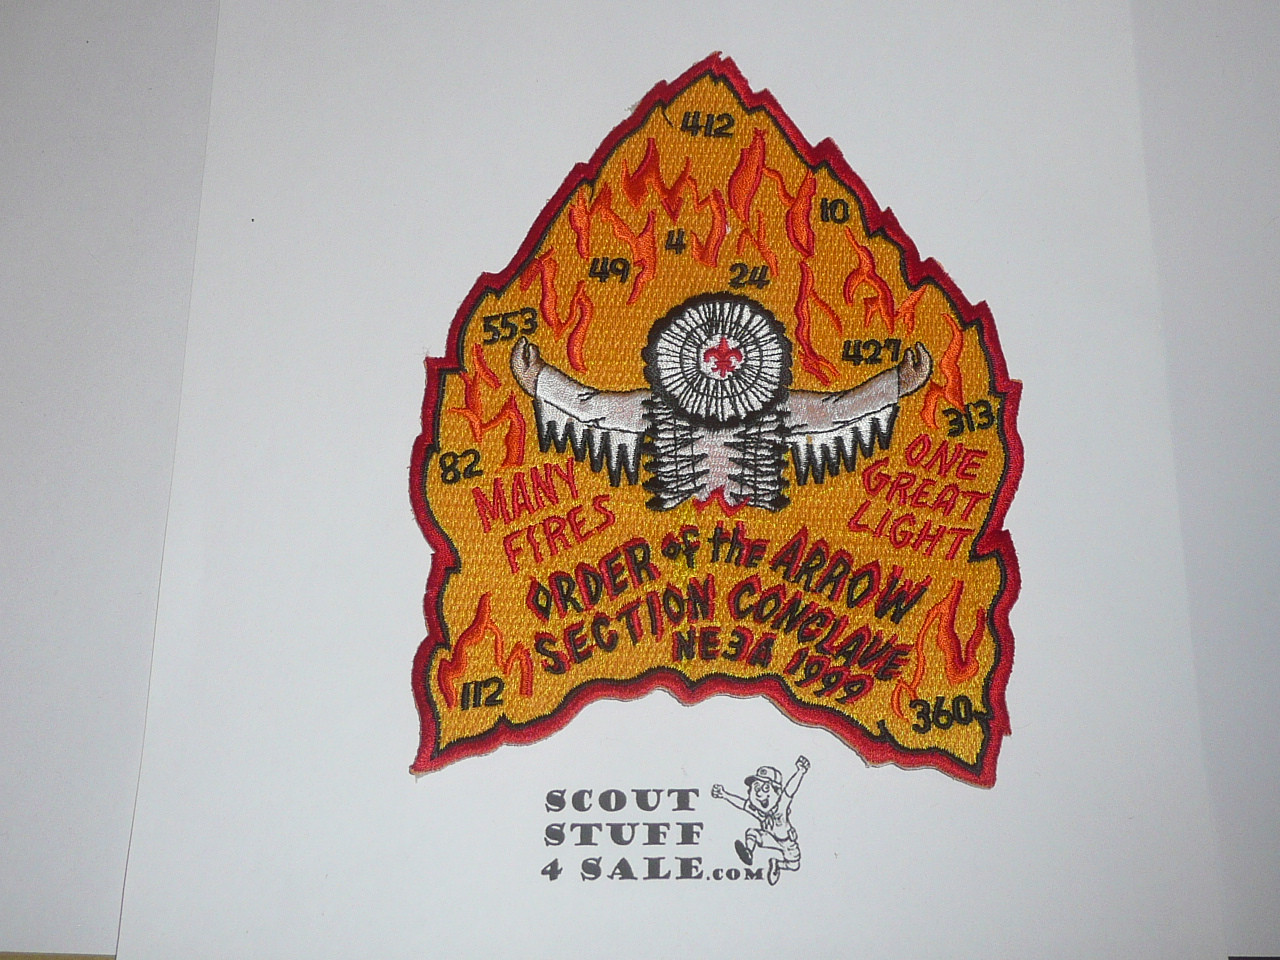 412
10
4
49
24
553
427
313
82
MANY
FIRES
ONE
GREAT
LIGHT
ORDER of the ARROW
SECTION CONCLAVE
NE3A 1999
112
360
SCOUT
STUFF
4 SALE.COM